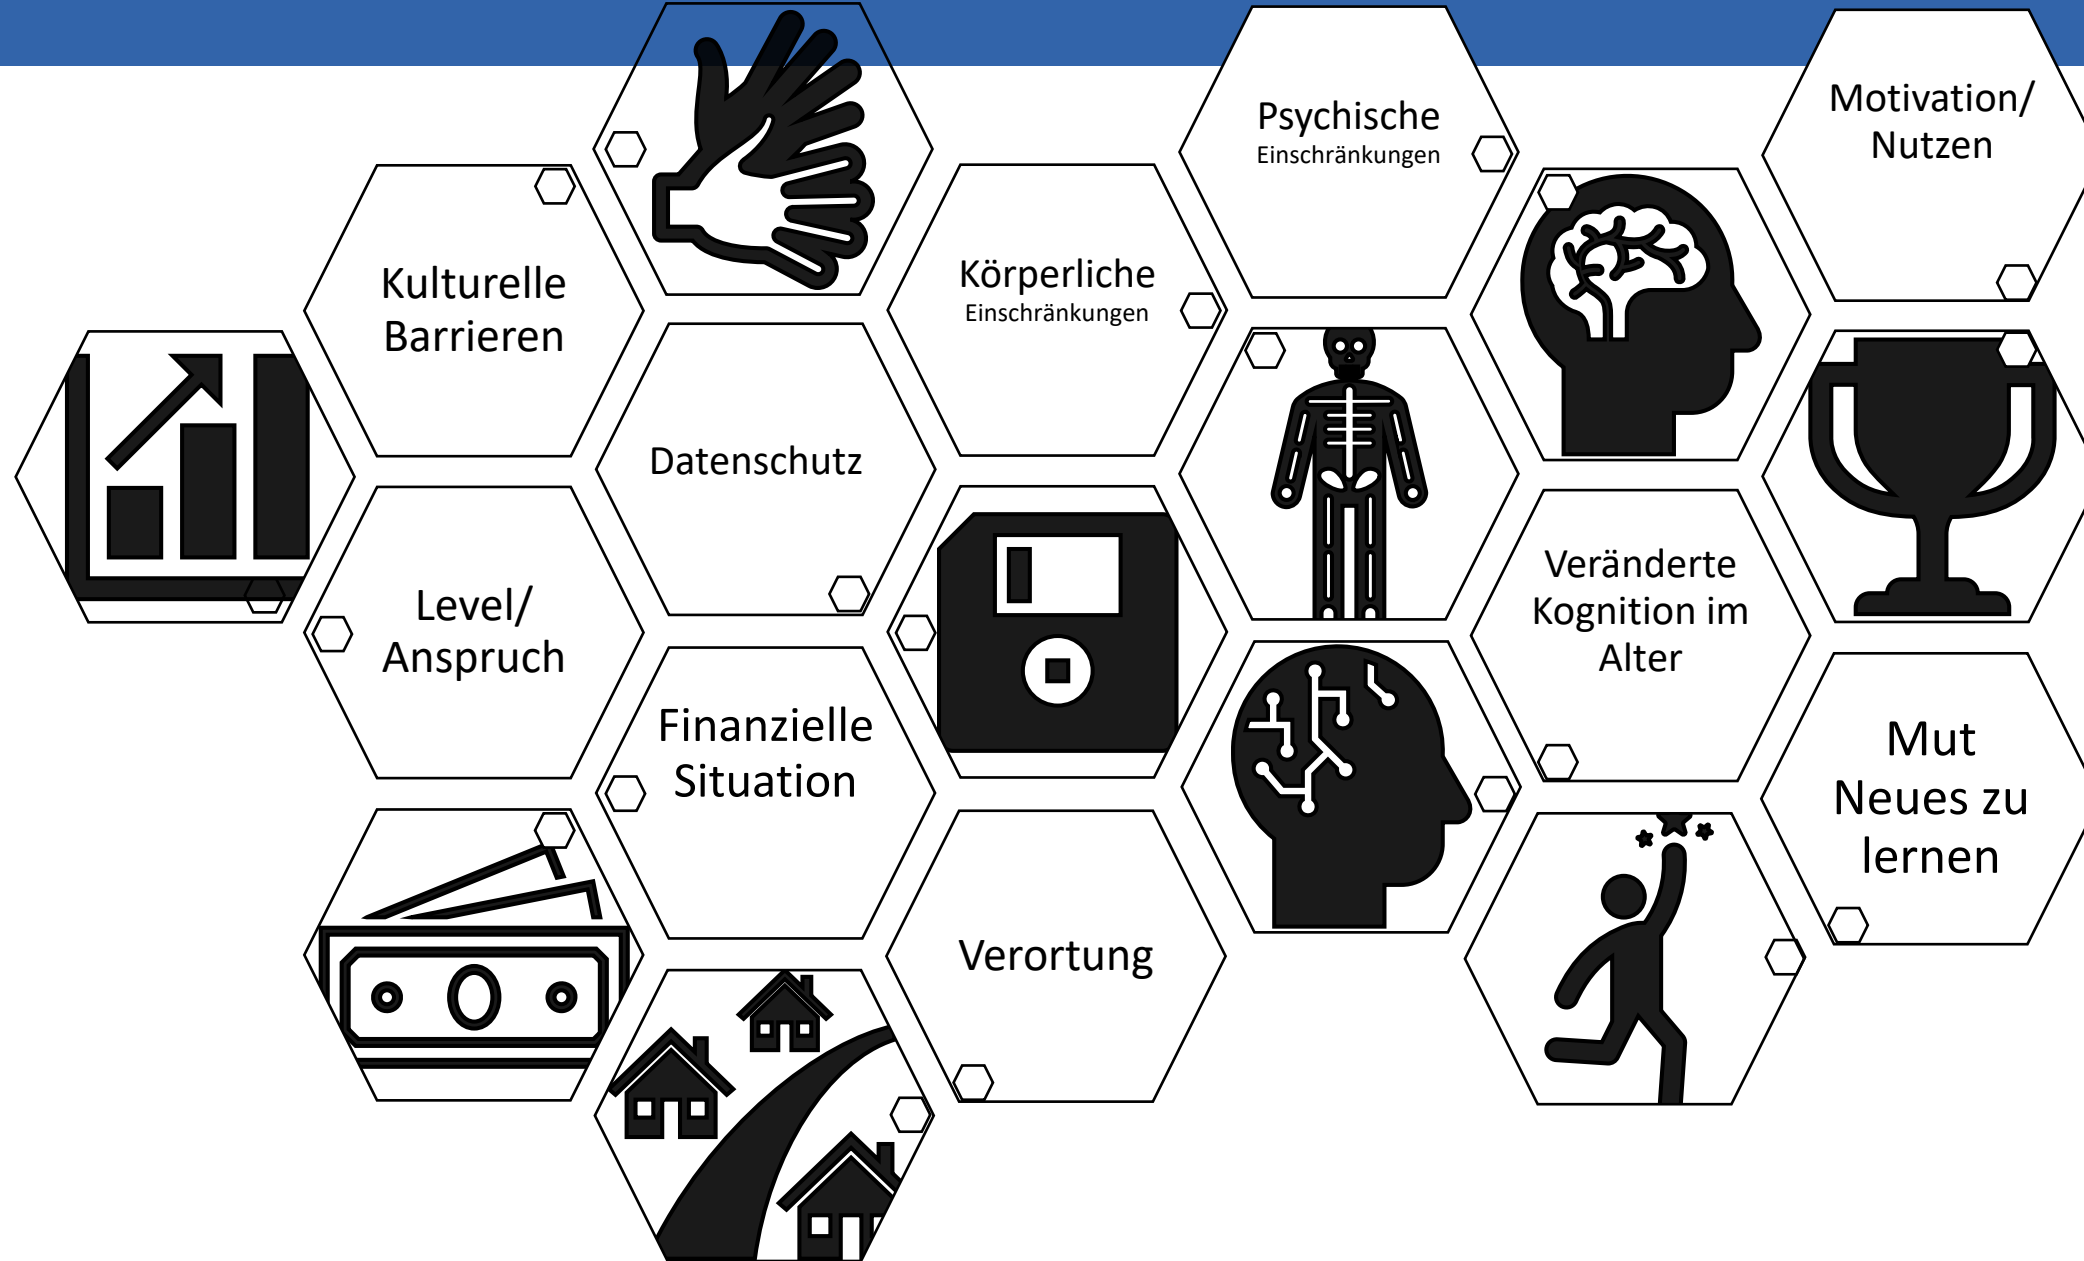 Kulturelle
Barrieren
Level/
Anspruch
Datenschutz
Finanzielle
Situation
Körperliche
Einschränkungen
Verortung
Psychische
Einschränkungen
Veränderte
Kognition im
Alter
Motivation/
Nutzen
Mut
Neues zu
lernen